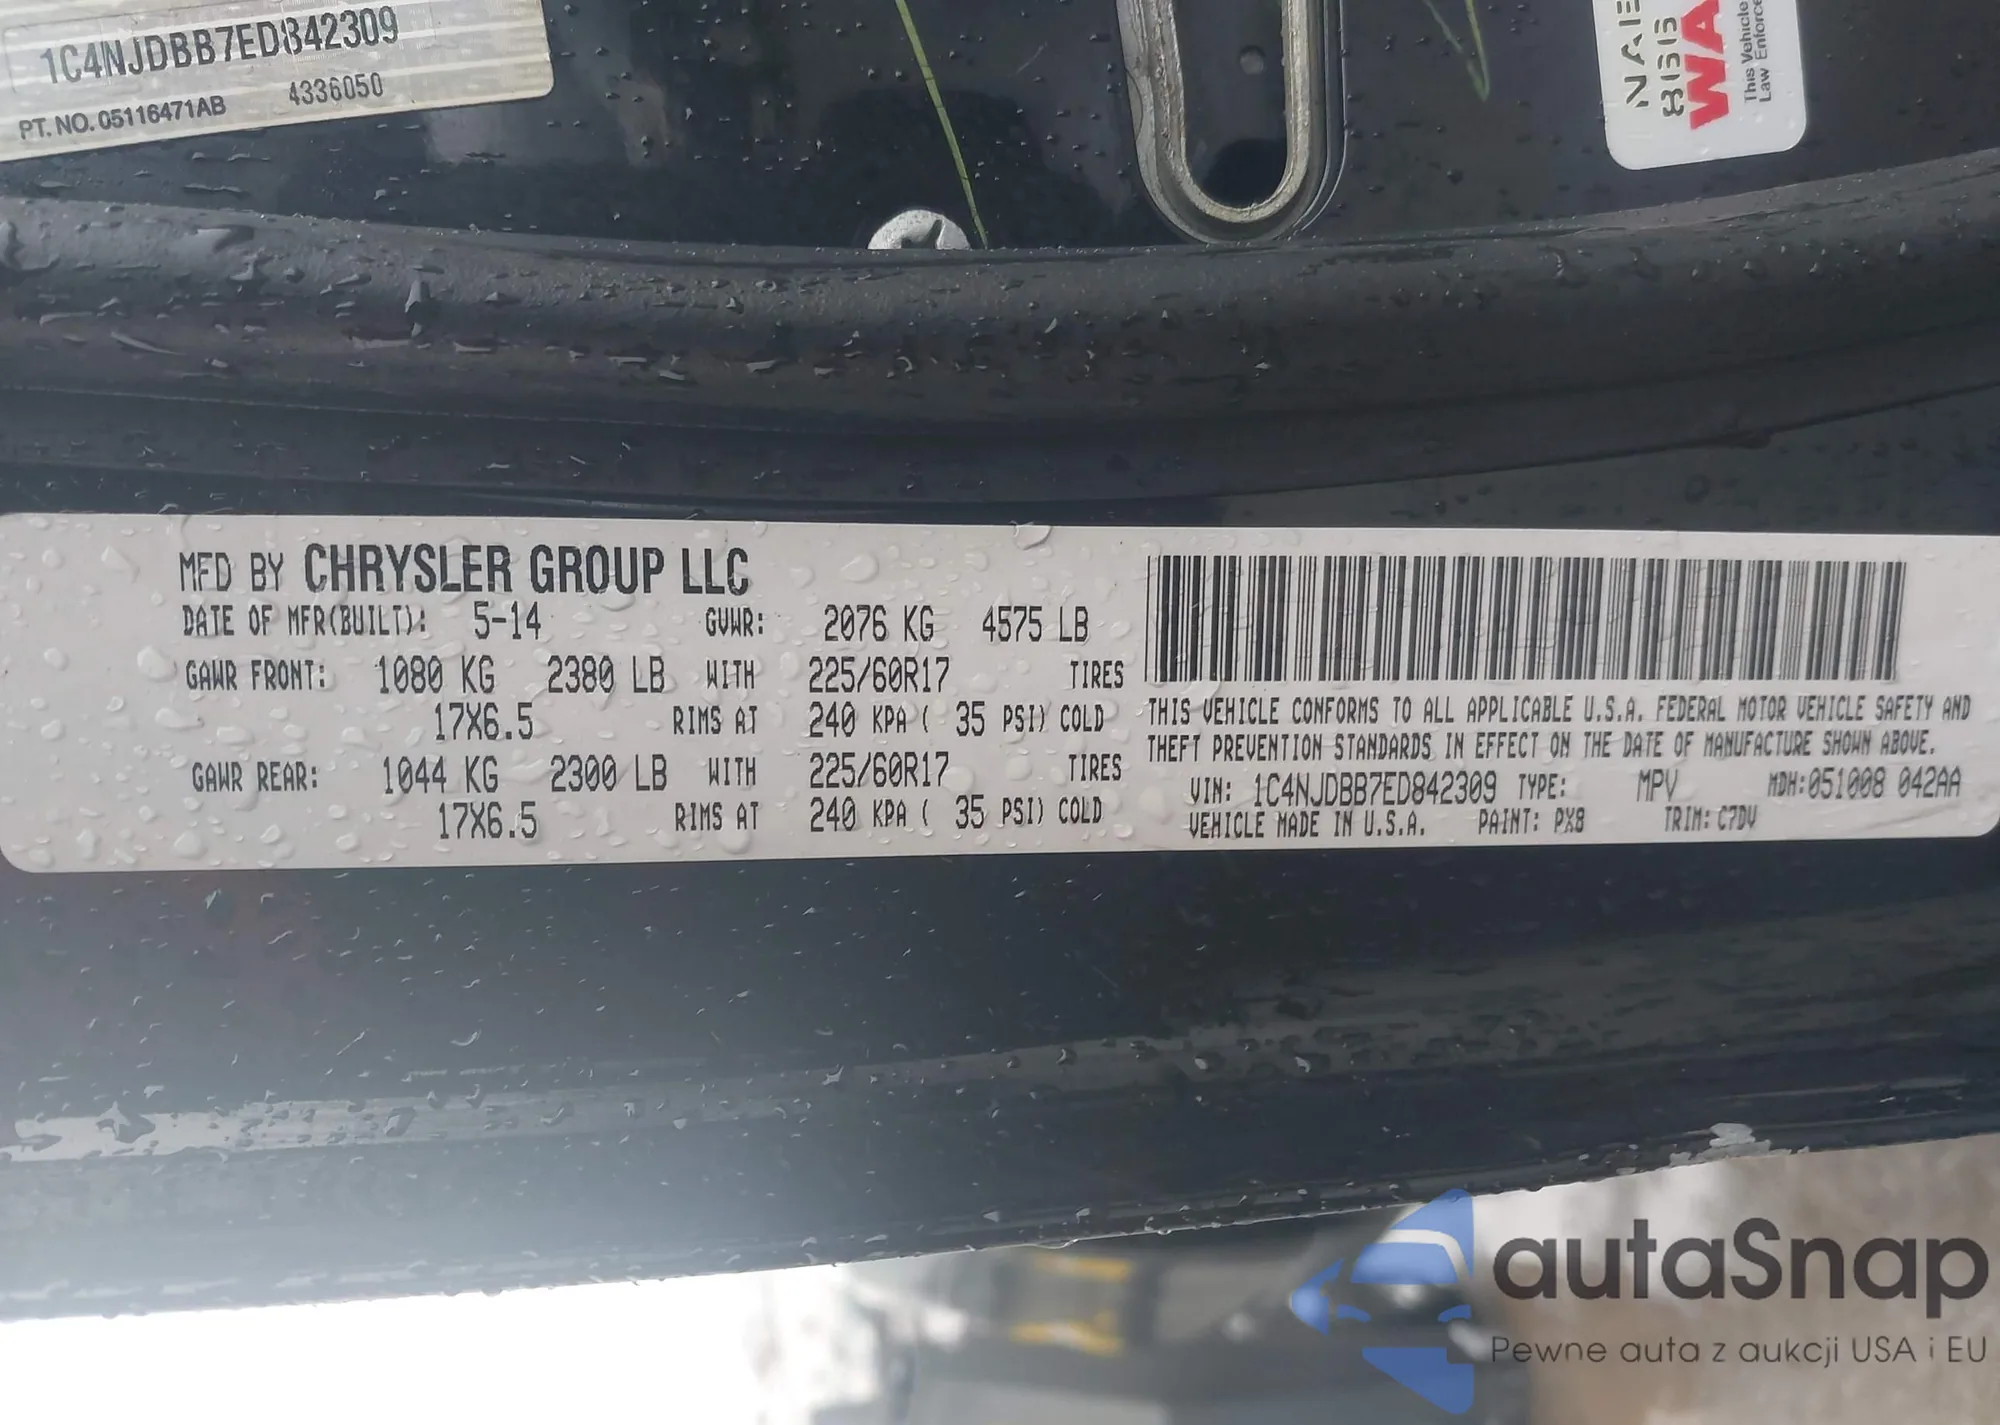 1C4NJDBB7ED842309
PT. NO. 05116471AB 4336050
WA
This Vehicle
Law Enforce
MFD BY CHRYSLER GROUP LLC
DATE OF MFR(BUILT): 5-14 GVWR: 2076 KG 4575 LB
GAWR FRONT: 1080 KG 2380 LB WITH 225/60R17 TIRES
17X6.5 RIMS AT 240 KPA ( 35 PSI) COLD
GAWR REAR: 1044 KG 2300 LB WITH 225/60R17 TIRES
17X6.5 RIMS AT 240 KPA ( 35 PSI) COLD
THIS VEHICLE CONFORMS TO ALL APPLICABLE U.S.A. FEDERAL MOTOR VEHICLE SAFETY AND
THEFT PREVENTION STANDARDS IN EFFECT ON THE DATE OF MANUFACTURE SHOWN ABOVE.
VIN: 1C4NJDBB7ED842309 TYPE: MPV MDH:051008 042AA
VEHICLE MADE IN U.S.A. PAINT: PX8 TRIM: C7DV
autaSnap
Pewne auta z aukcji USA i EU